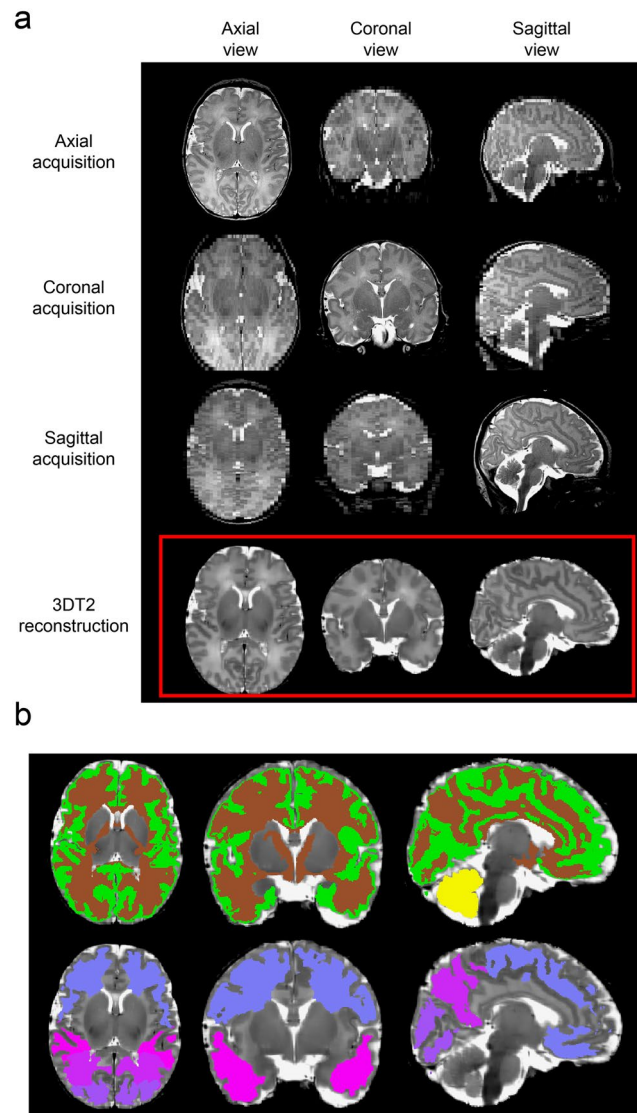 a
Axial
view
Coronal
view
Sagittal
view
Axial
acquisition
Coronal
acquisition
Sagittal
acquisition
3DT2
reconstruction
b